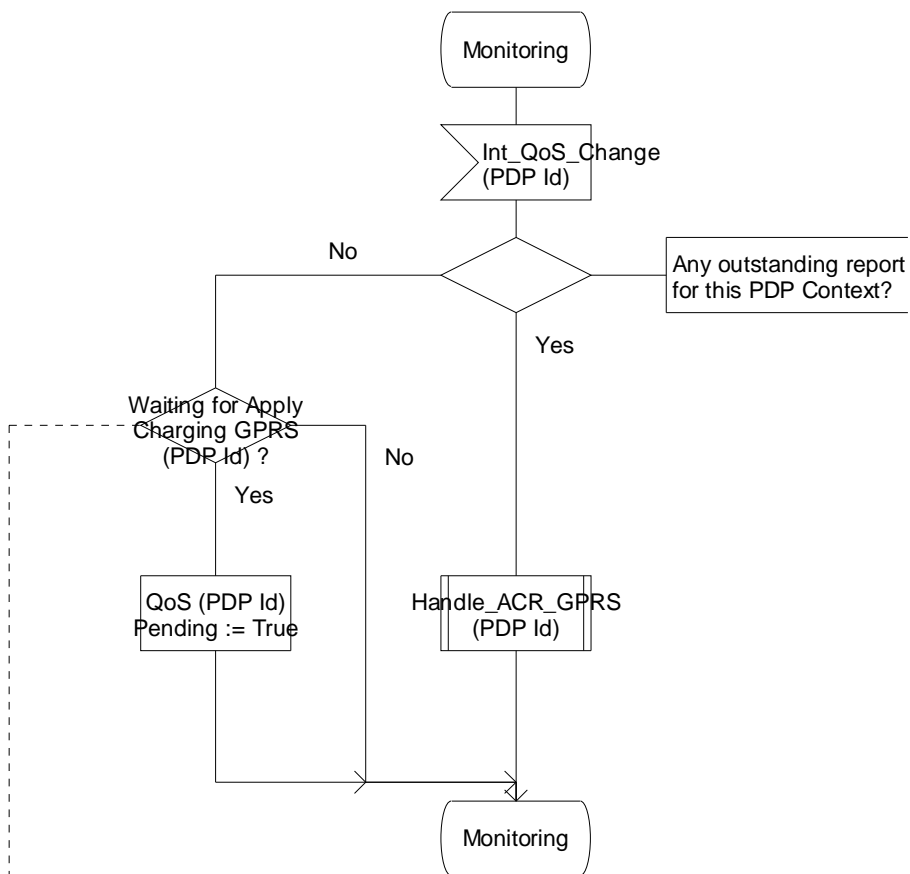 Monitoring
Int_QoS_Change
(PDP Id)
No
Any outstanding report
for this PDP Context?
Yes
Waiting for Apply
Charging GPRS
(PDP Id) ?
No
Yes
QoS (PDP Id)
Pending := True
Handle_ACR_GPRS
(PDP Id)
Monitoring